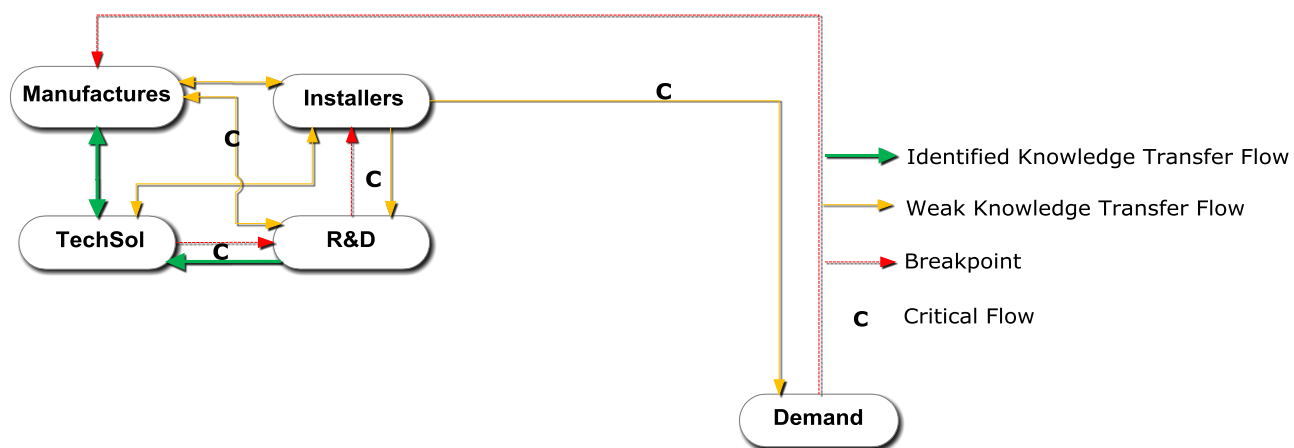 Manufactures
Installers
C
C
C
TechSol
R&D
C
Demand
Identified Knowledge Transfer Flow
Weak Knowledge Transfer Flow
Breakpoint
C Critical Flow